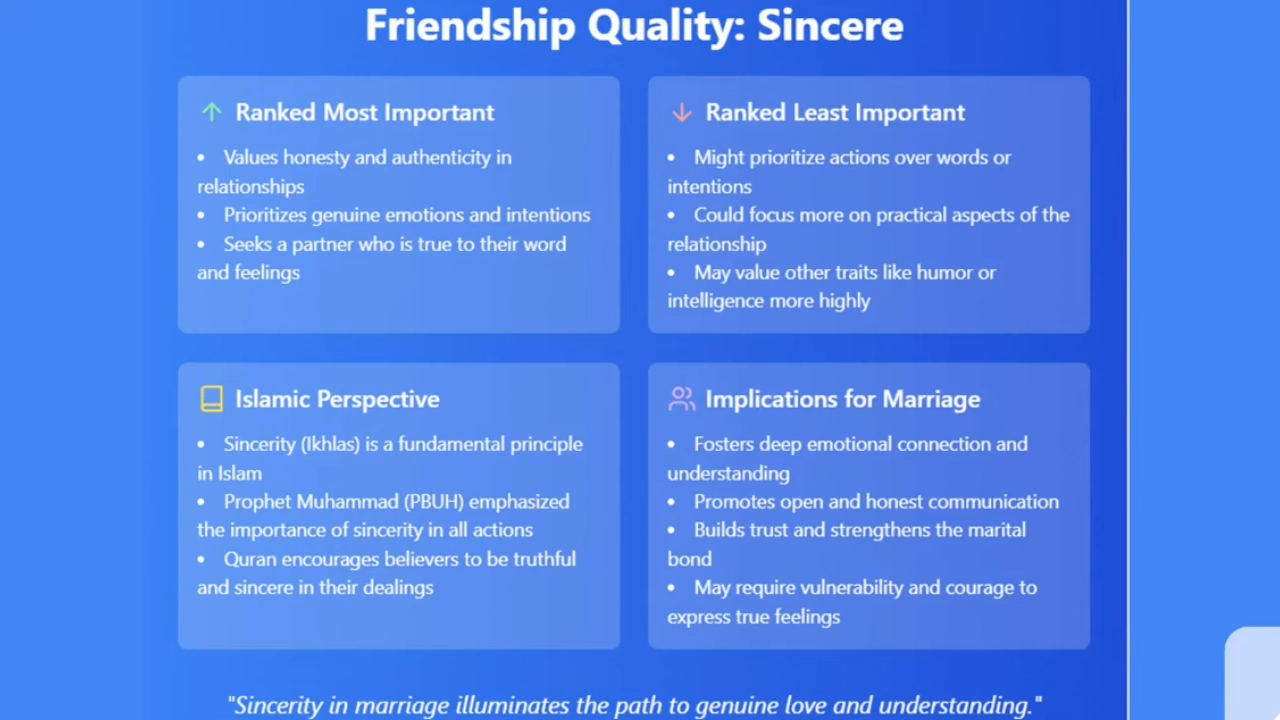 Friendship Quality: Sincere
Ranked Most Important
• Values honesty and authenticity in
relationships
• Prioritizes genuine emotions and intentions
• Seeks a partner who is true to their word
and feelings
Ranked Least Important
• Might prioritize actions over words or
intentions
• Could focus more on practical aspects of the
relationship
• May value other traits like humor or
intelligence more highly
Islamic Perspective
• Sincerity (Ikhlas) is a fundamental principle
in Islam
• Prophet Muhammad (PBUH) emphasized
the importance of sincerity in all actions
• Quran encourages believers to be truthful
and sincere in their dealings
Implications for Marriage
• Fosters deep emotional connection and
understanding
• Promotes open and honest communication
• Builds trust and strengthens the marital
bond
• May require vulnerability and courage to
express true feelings
"Sincerity in marriage illuminates the path to genuine love and understanding."